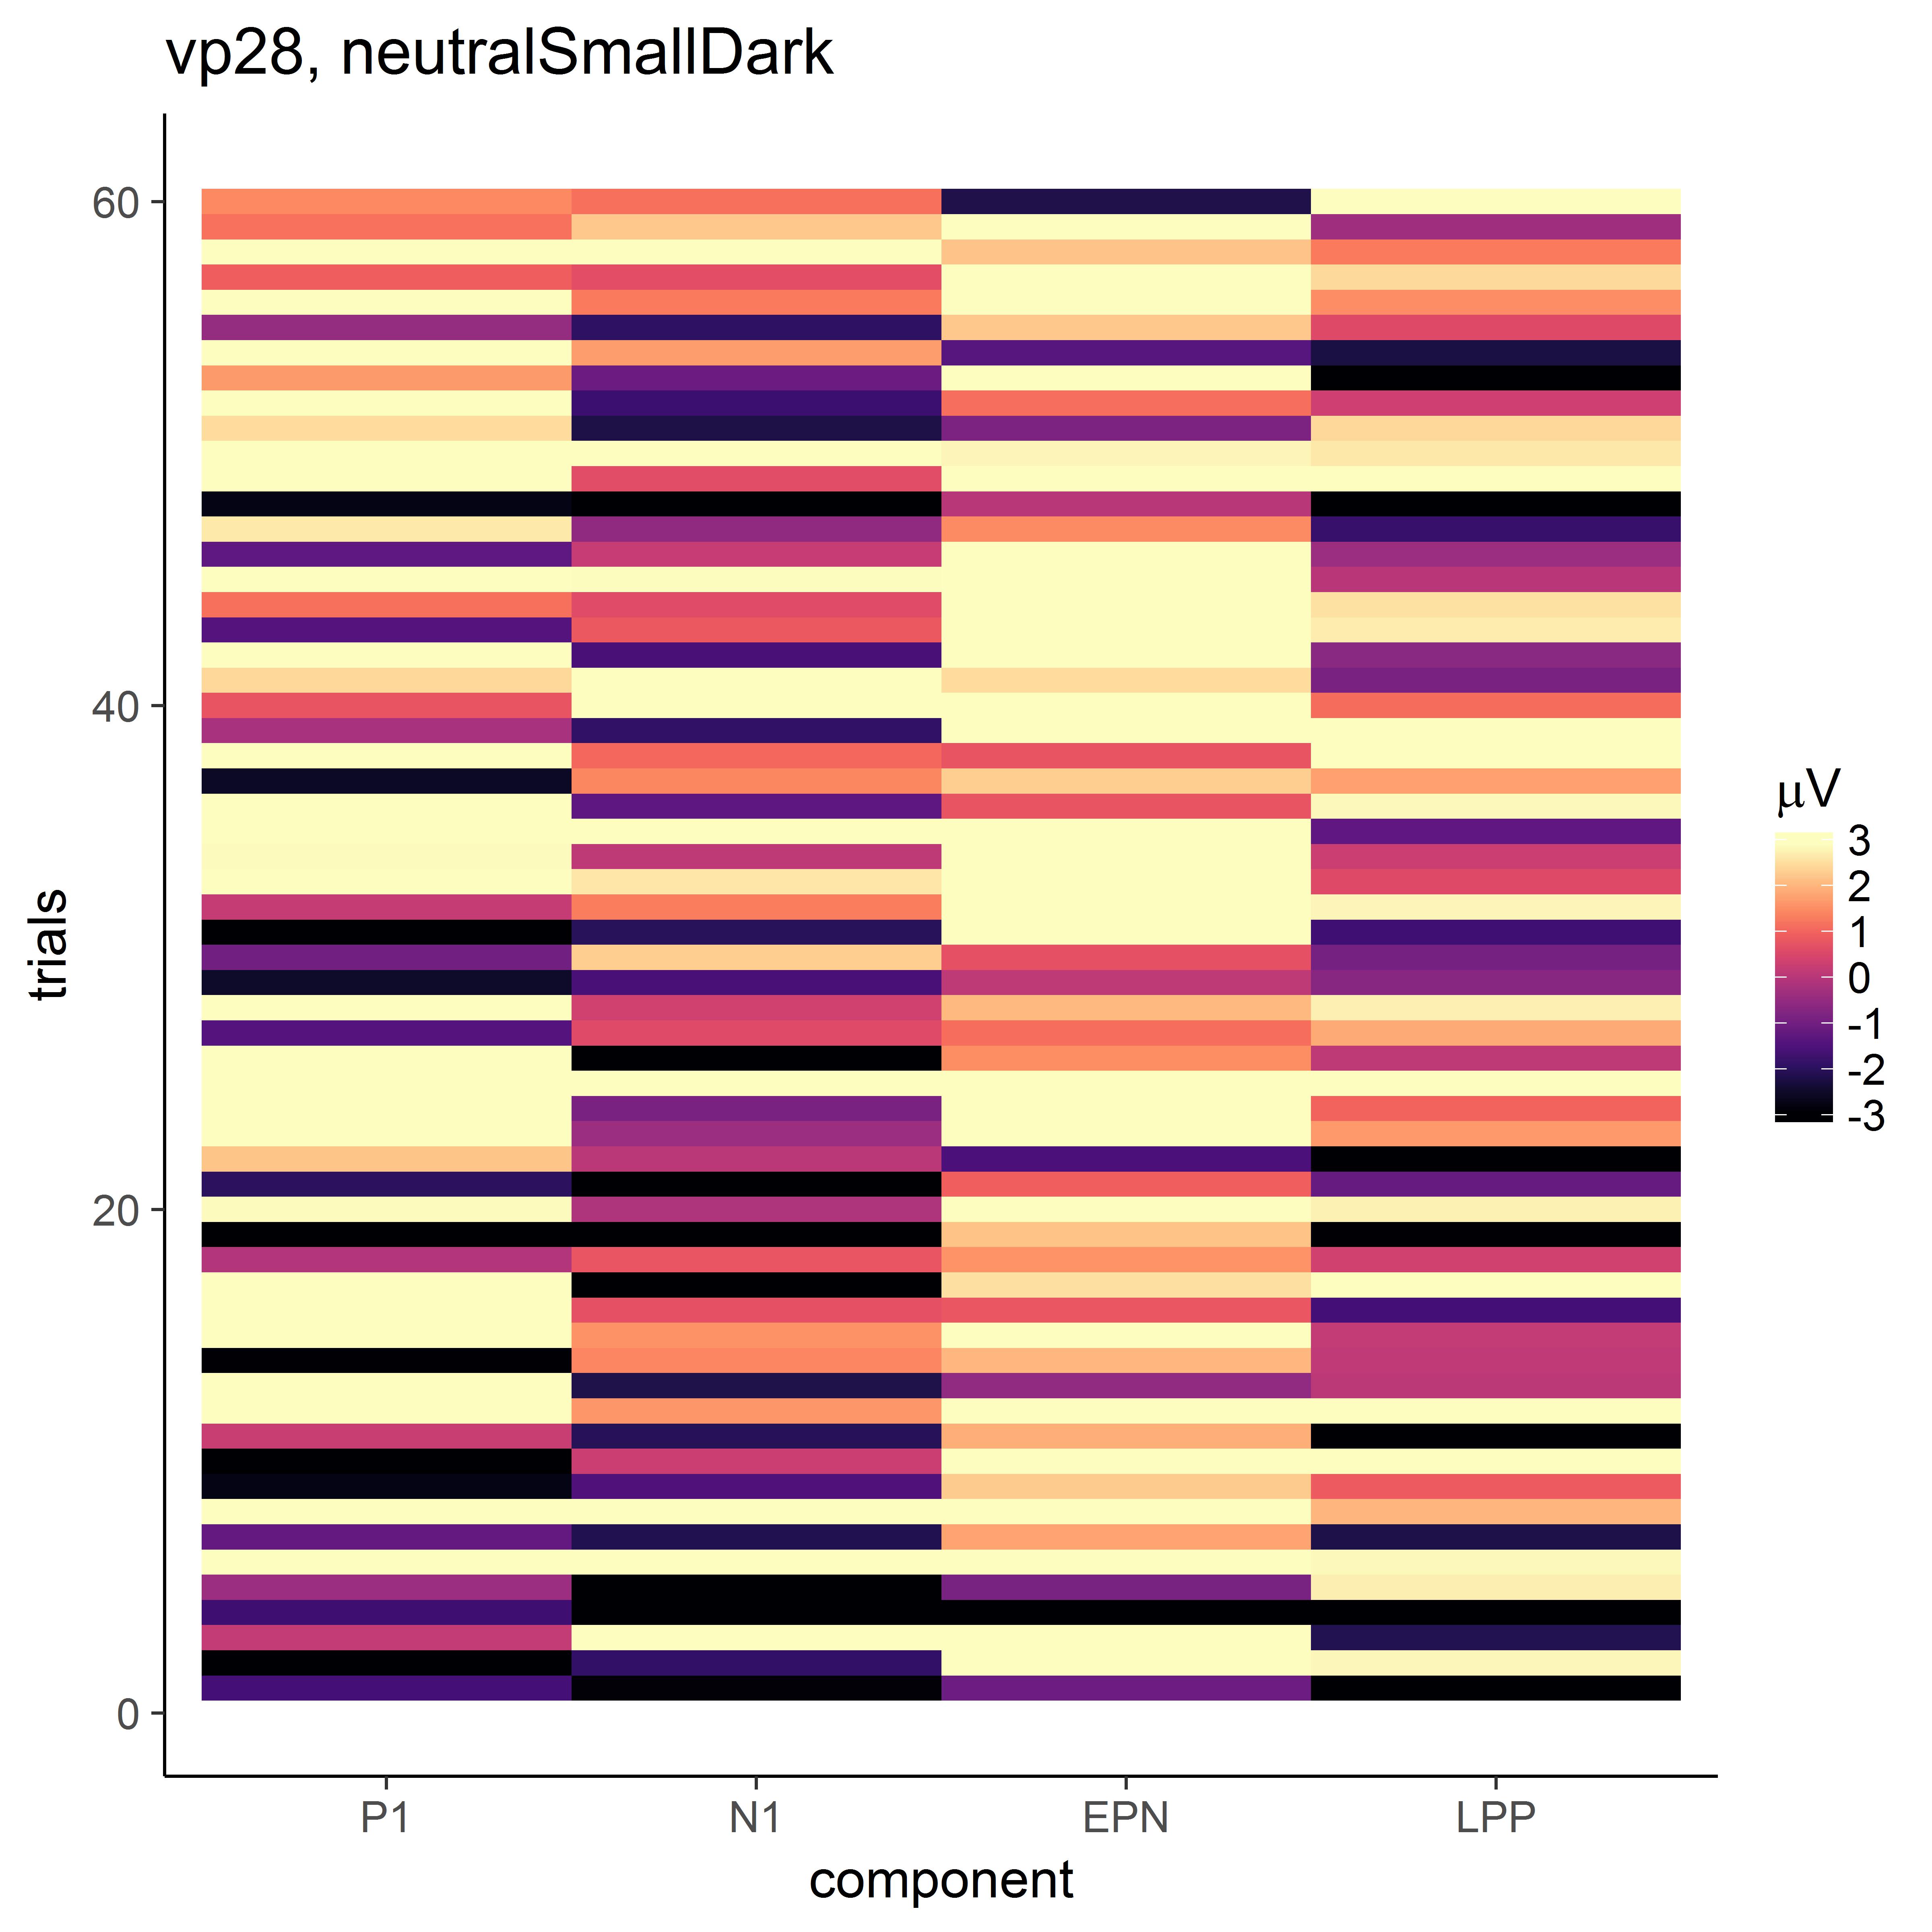 vp28, neutralSmallDark
60
40
20
0
trials
P1 N1 EPN LPP
component
μV
3
2
1
0
-1
-2
-3